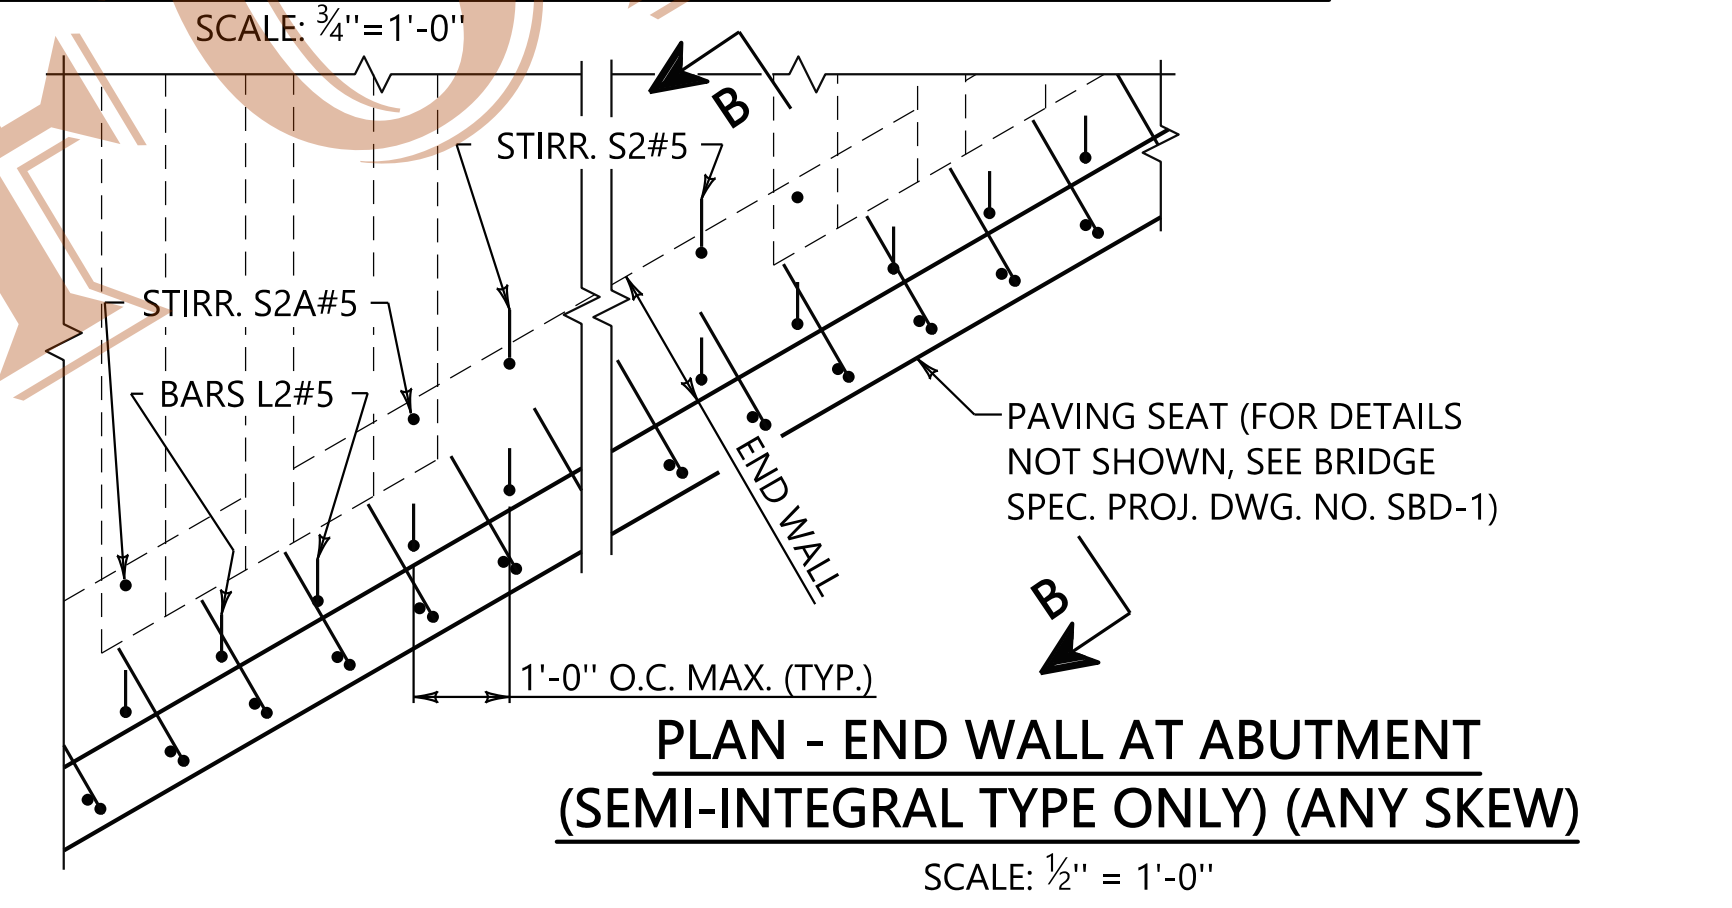 SCALE: 3/4"=1'-0"
B
STIRR. S2#5
STIRR. S2A#5
BARS L2#5
PAVING SEAT (FOR DETAILS
NOT SHOWN, SEE BRIDGE
SPEC. PROJ. DWG. NO. SBD-1)
END WALL
B
1'-0" O.C. MAX. (TYP.)
PLAN - END WALL AT ABUTMENT
(SEMI-INTEGRAL TYPE ONLY) (ANY SKEW)
SCALE: 1/2" = 1'-0"